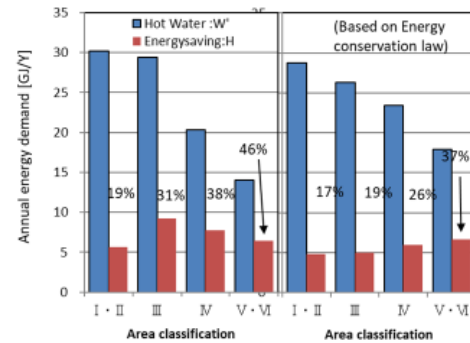 Hot Water :W'
Energysaving:H
(Based on Energy
conservation law)
Annual energy demand [GJ/Y]
35
30
25
20
15
10
5
0
19%
31%
38%
46%
17%
19%
26%
37%
I・II
III
IV
V・VI
I・II
III
IV
V・VI
Area classification
Area classification